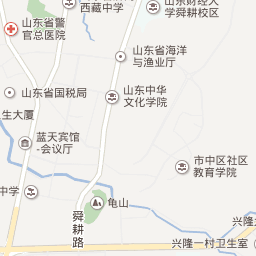 山东省警
官总医院
西藏中学
山东财经大
学舜耕校区
山东省海洋
与渔业厅
山东省国税局
山东中华
文化学院
生大厦
蓝天宾馆
-会议厅
市中区社区
教育学院
中学
龟山
舜耕路
兴隆
兴隆一村卫生室